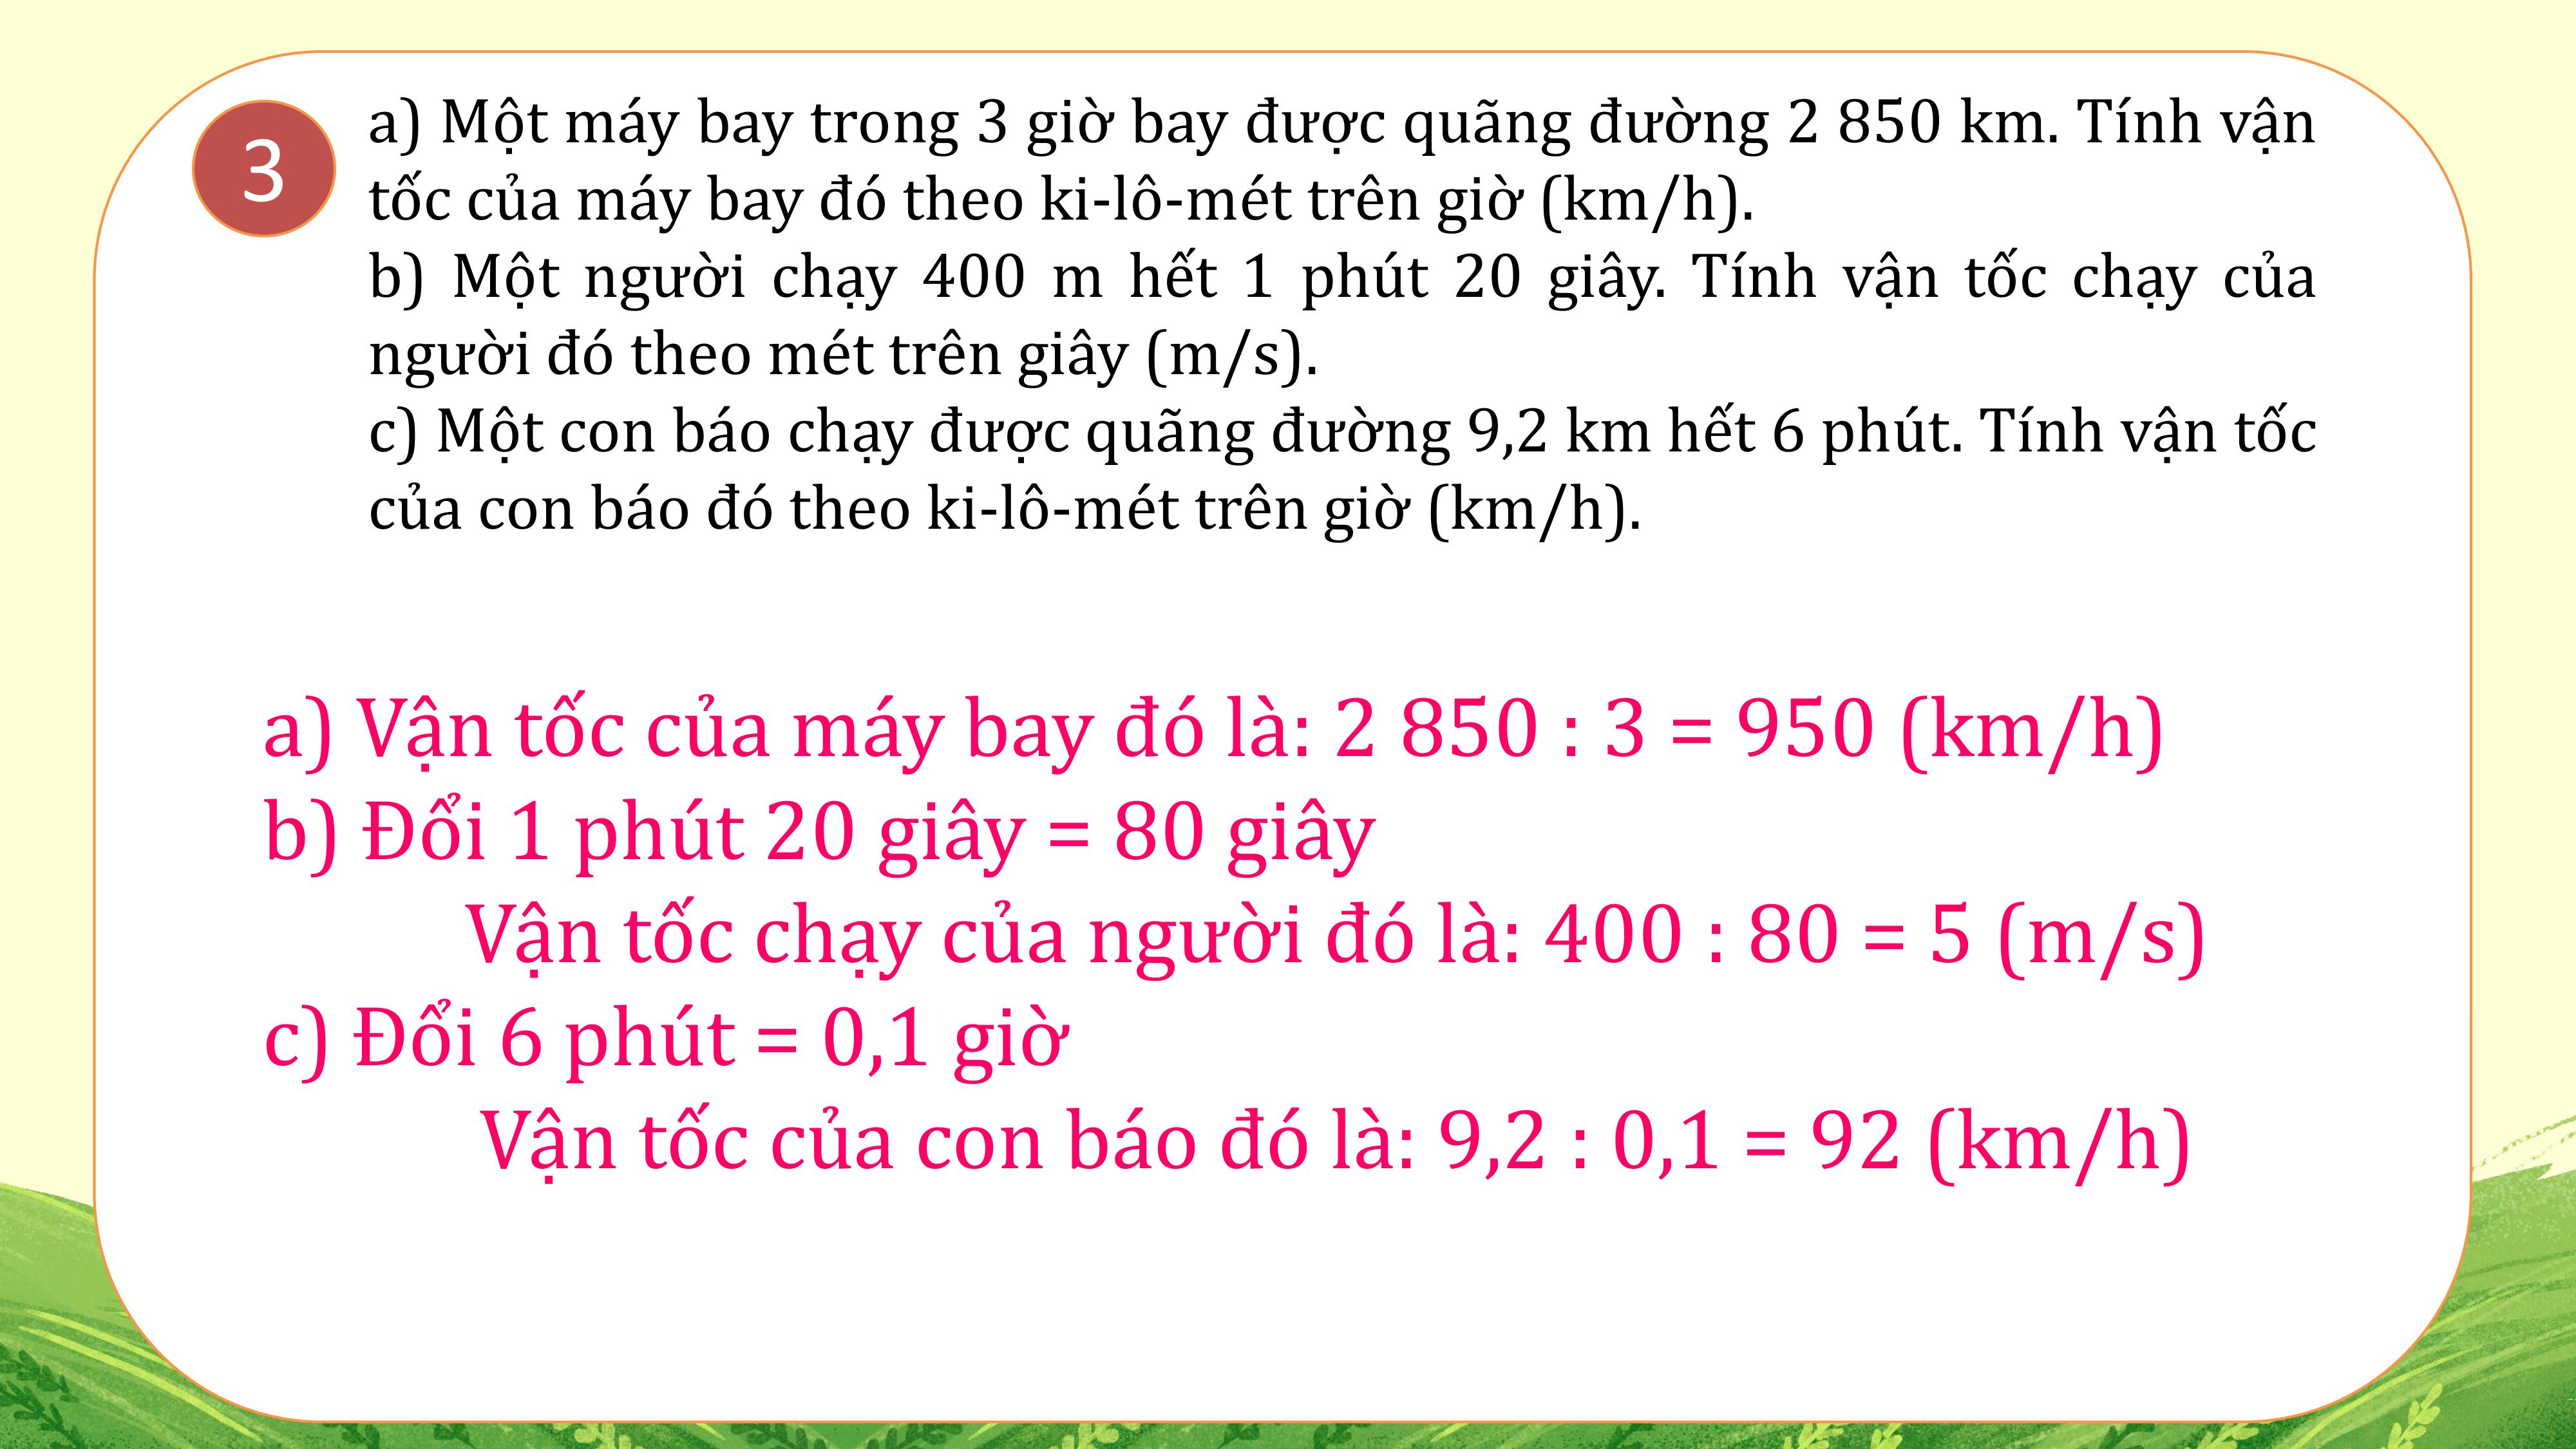 3
a) Một máy bay trong 3 giờ bay được quãng đường 2 850 km. Tính vận
tốc của máy bay đó theo ki-lô-mét trên giờ (km/h).
b) Một người chạy 400 m hết 1 phút 20 giây. Tính vận tốc chạy của
người đó theo mét trên giây (m/s).
c) Một con báo chạy được quãng đường 9,2 km hết 6 phút. Tính vận tốc
của con báo đó theo ki-lô-mét trên giờ (km/h).
a) Vận tốc của máy bay đó là: 2 850 : 3 = 950 (km/h)
b) Đổi 1 phút 20 giây = 80 giây
Vận tốc chạy của người đó là: 400 : 80 = 5 (m/s)
c) Đổi 6 phút = 0,1 giờ
Vận tốc của con báo đó là: 9,2 : 0,1 = 92 (km/h)